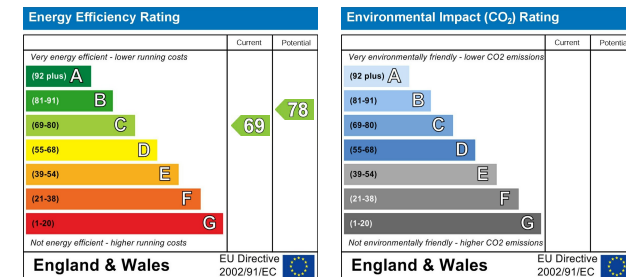 Energy Efficiency Rating
Current Potential
Very energy efficient - lower running costs
(92 plus) A
(81-91) B
(69-80) C
(55-68) D
(39-54) E
(21-38) F
(1-20) G
69
78
Not energy efficient - higher running costs
England & Wales
EU Directive
2002/91/EC
Environmental Impact (CO2) Rating
Current Potential
Very environmentally friendly - lower CO2 emissions
(92 plus) A
(81-91) B
(69-80) C
(55-68) D
(39-54) E
(21-38) F
(1-20) G
Not environmentally friendly - higher CO2 emissions
England & Wales
EU Directive
2002/91/EC